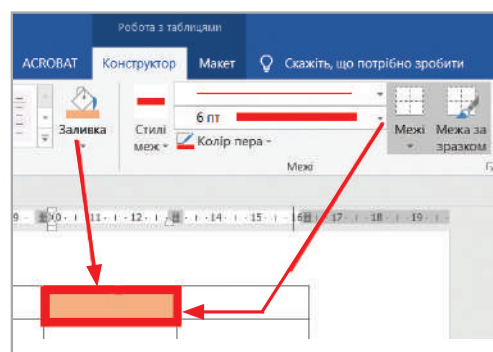 Робота з таблицями
ACROBAT Конструктор Макет Скажіть, що потрібно зробити
Заливка
Стилі меж
6 пт
Колір пера
Межі
Межа за зразком
Межі
9 10 11 12 14 15 16 17 18 19